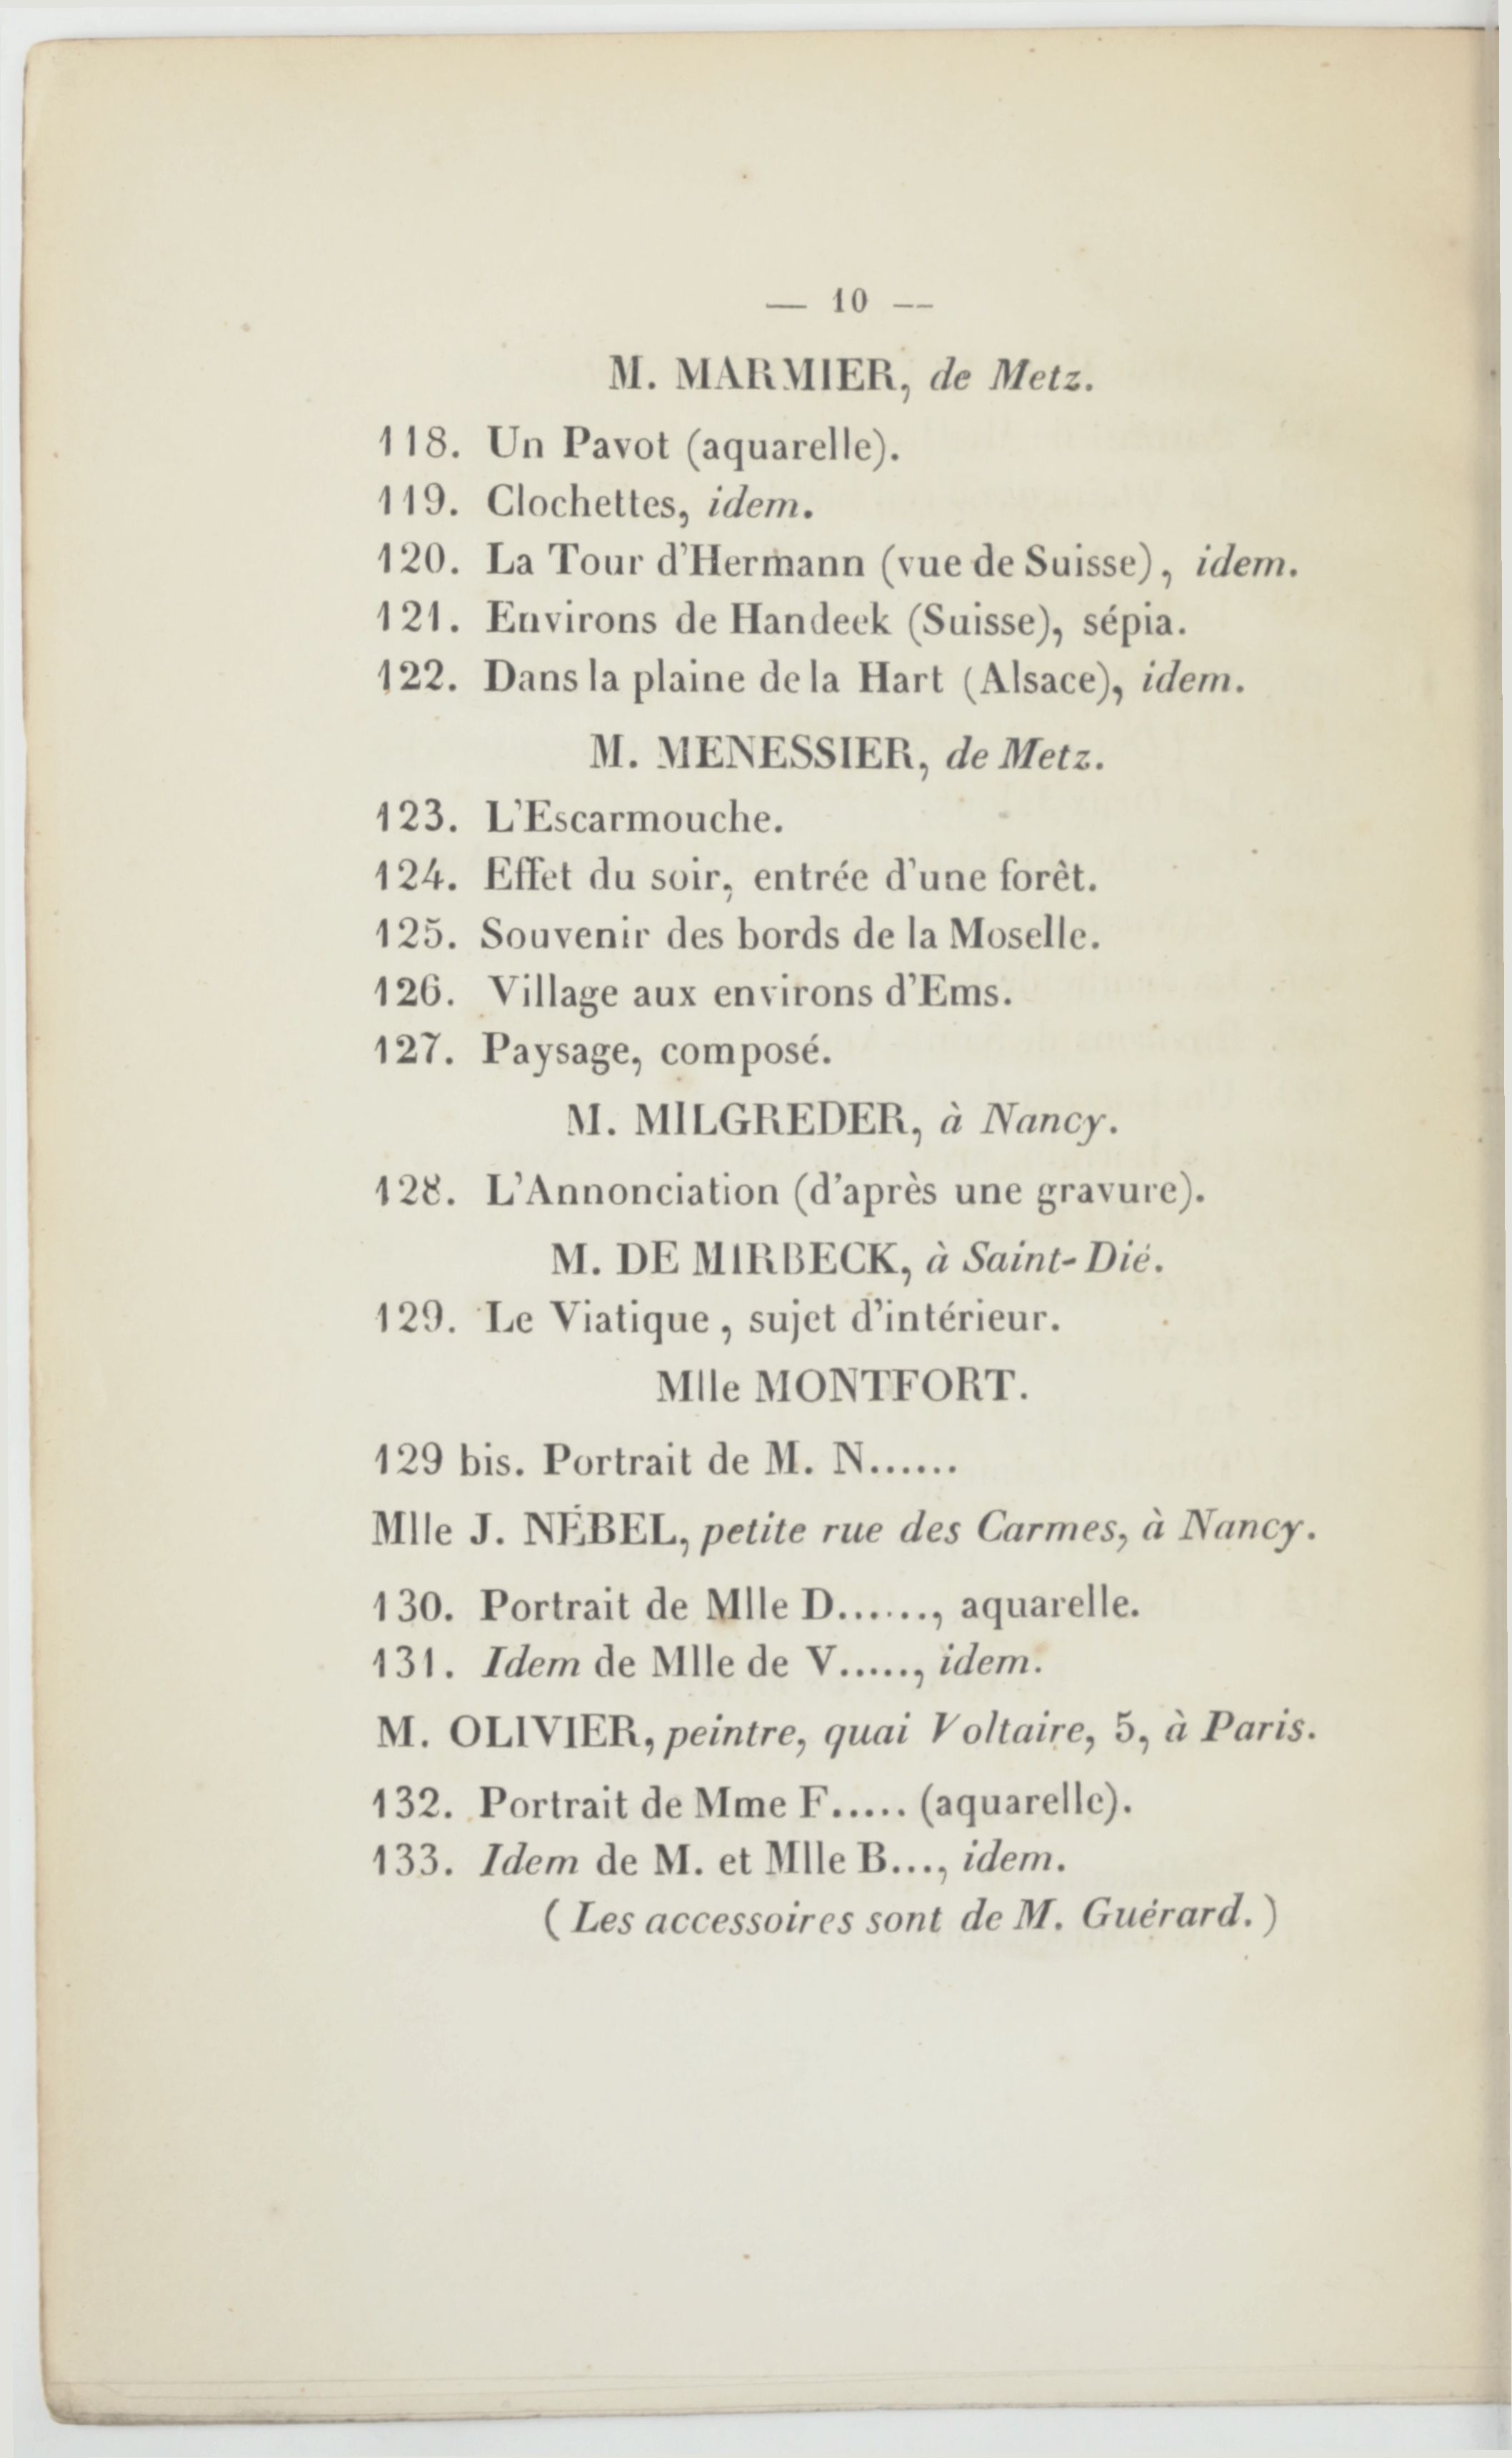 — 10 —
M. MARMIER, de Metz.
118. Un Pavot (aquarelle).
119. Clochettes, idem.
120. La Tour d'Hermann (vue de Suisse), idem.
121. Environs de Handeck (Suisse), sépia.
122. Dans la plaine de la Hart (Alsace), idem.
M. MENESSIER, de Metz.
123. L'Escarmouche.
124. Effet du soir, entrée d'une forêt.
125. Souvenir des bords de la Moselle.
126. Village aux environs d'Ems.
127. Paysage, composé.
M. MILGREDER, à Nancy.
128. L'Annonciation (d'après une gravure).
M. DE MIRBECK, à Saint-Dié.
129. Le Viatique, sujet d'intérieur.
Mlle MONTFORT.
129 bis. Portrait de M. N......
Mlle J. NÉBEL, petite rue des Carmes, à Nancy.
130. Portrait de Mlle D......, aquarelle.
131. Idem de Mlle de V....., idem.
M. OLIVIER, peintre, quai Voltaire, 5, à Paris.
132. Portrait de Mme F..... (aquarelle).
133. Idem de M. et Mlle B..., idem.
(Les accessoires sont de M. Guérard.)